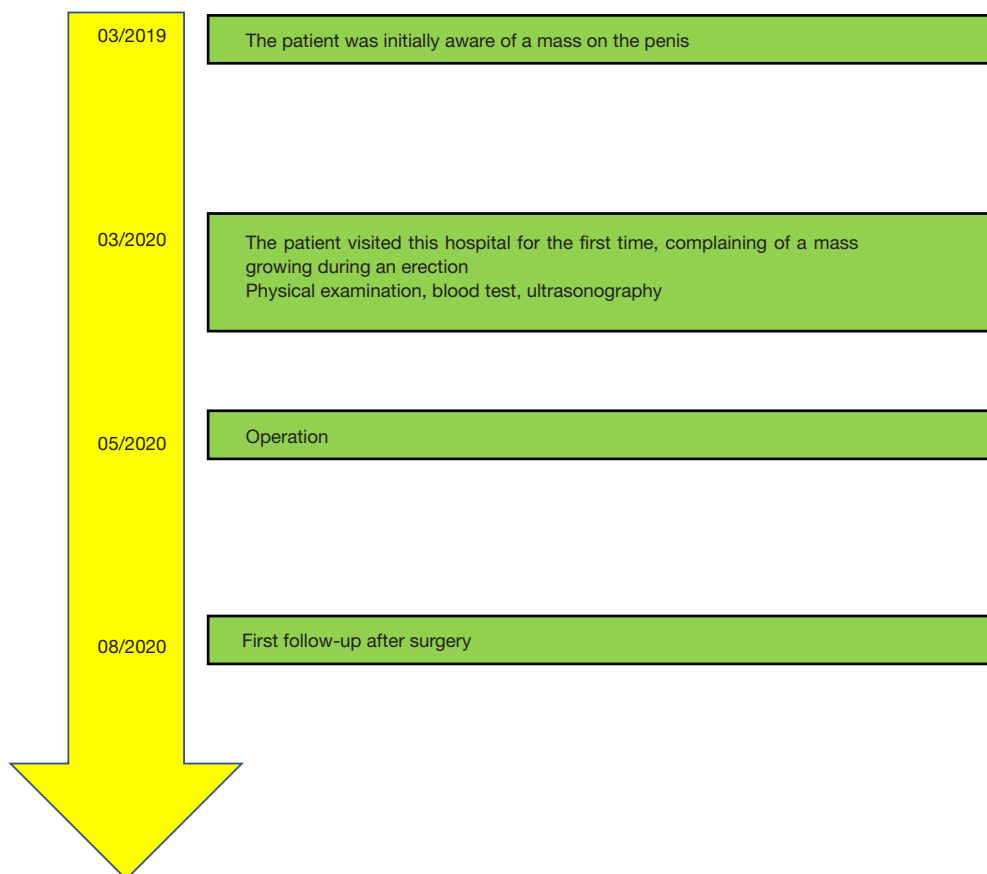 03/2019
The patient was initially aware of a mass on the penis
03/2020
The patient visited this hospital for the first time, complaining of a mass
growing during an erection
Physical examination, blood test, ultrasonography
05/2020
Operation
08/2020
First follow-up after surgery